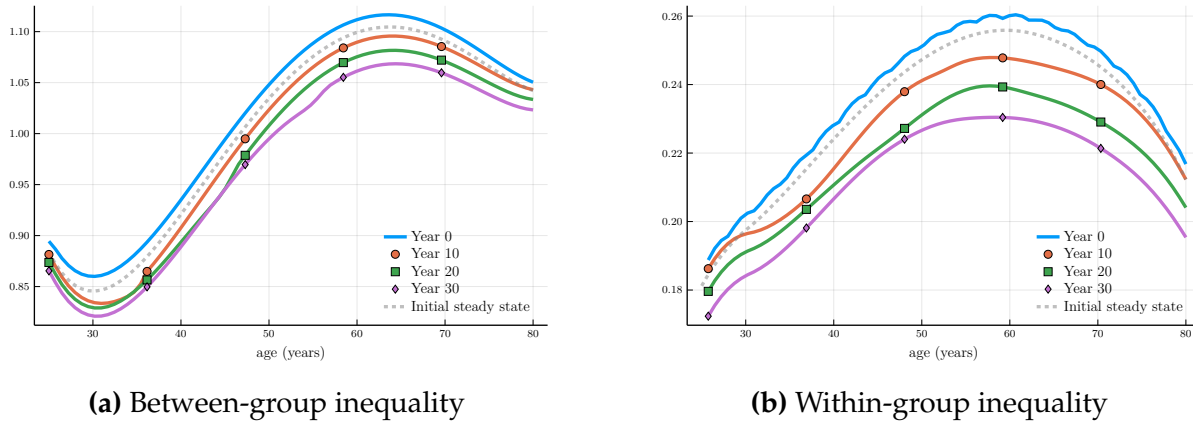 1.10
1.05
1.00
0.95
0.90
0.85
30 40 50 60 70 80
age (years)
Year 0
Year 10
Year 20
Year 30
Initial steady state
(a) Between-group inequality
0.26
0.24
0.22
0.20
0.18
30 40 50 60 70 80
age (years)
Year 0
Year 10
Year 20
Year 30
Initial steady state
(b) Within-group inequality